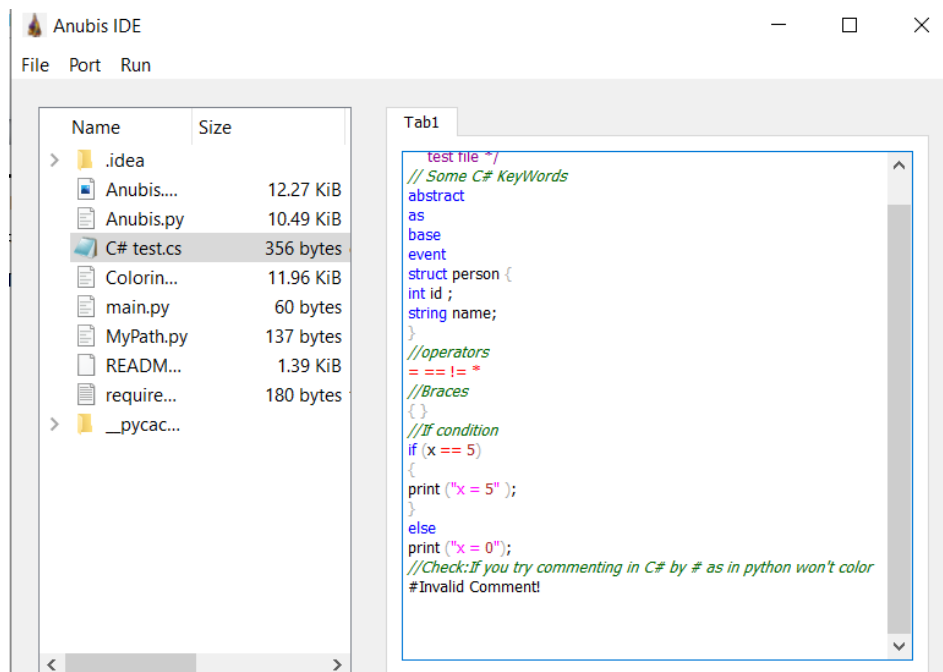 Anubis IDE
File Port Run
Name Size
.idea
Anubis.... 12.27 KiB
Anubis.py 10.49 KiB
C# test.cs 356 bytes
Colorin... 11.96 KiB
main.py 60 bytes
MyPath.py 137 bytes
READM... 1.39 KiB
require... 180 bytes
__pycac...
Tab1
test file */
// Some C# KeyWords
abstract
as
base
event
struct person {
int id ;
string name;
}
//operators
= == != *
//Braces
{ }
//If condition
if (x == 5)
{
print ("x = 5" );
}
else
print ("x = 0");
//Check:If you try commenting in C# by # as in python won't color
#Invalid Comment!